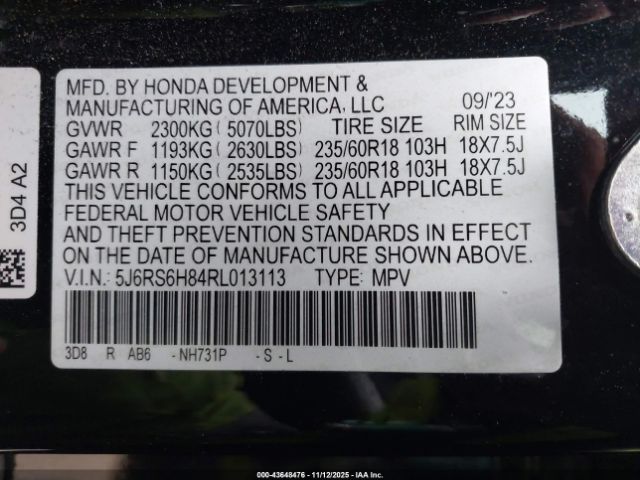 MFD. BY HONDA DEVELOPMENT &
MANUFACTURING OF AMERICA, LLC 09/'23
GVWR 2300KG ( 5070LBS) TIRE SIZE RIM SIZE
GAWR F 1193KG ( 2630LBS) 235/60R18 103H 18X7.5J
GAWR R 1150KG ( 2535LBS) 235/60R18 103H 18X7.5J
THIS VEHICLE CONFORMS TO ALL APPLICABLE
FEDERAL MOTOR VEHICLE SAFETY
AND THEFT PREVENTION STANDARDS IN EFFECT
ON THE DATE OF MANUFACTURE SHOWN ABOVE.
V.I.N.: 5J6RS6H84RL013113 TYPE: MPV
3D8 R AB6 -NH731P -S-L
3D4 A2
000-43648476 - 11/12/2025 - IAA Inc.